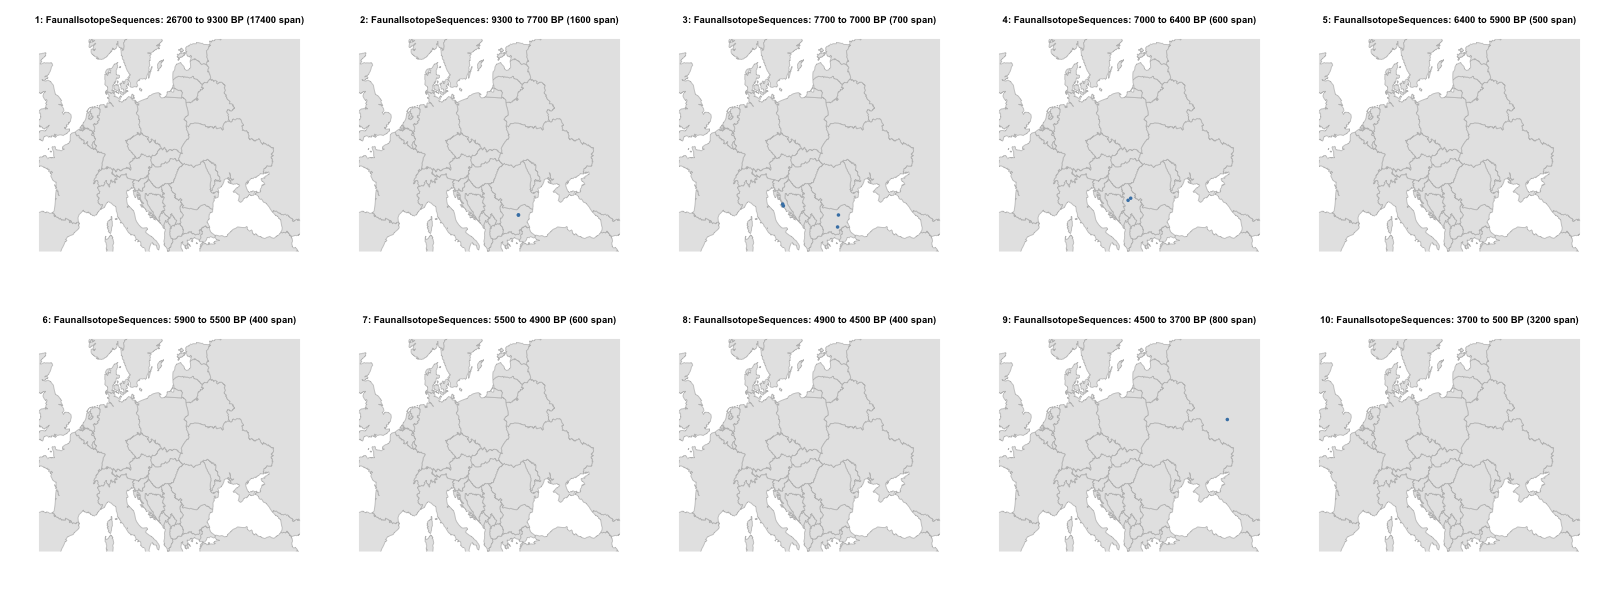 1: FaunalIsotopeSequences: 26700 to 9300 BP (17400 span)
2: FaunalIsotopeSequences: 9300 to 7700 BP (1600 span)
3: FaunalIsotopeSequences: 7700 to 7000 BP (700 span)
4: FaunalIsotopeSequences: 7000 to 6400 BP (600 span)
5: FaunalIsotopeSequences: 6400 to 5900 BP (500 span)
6: FaunalIsotopeSequences: 5900 to 5500 BP (400 span)
7: FaunalIsotopeSequences: 5500 to 4900 BP (600 span)
8: FaunalIsotopeSequences: 4900 to 4500 BP (400 span)
9: FaunalIsotopeSequences: 4500 to 3700 BP (800 span)
10: FaunalIsotopeSequences: 3700 to 500 BP (3200 span)